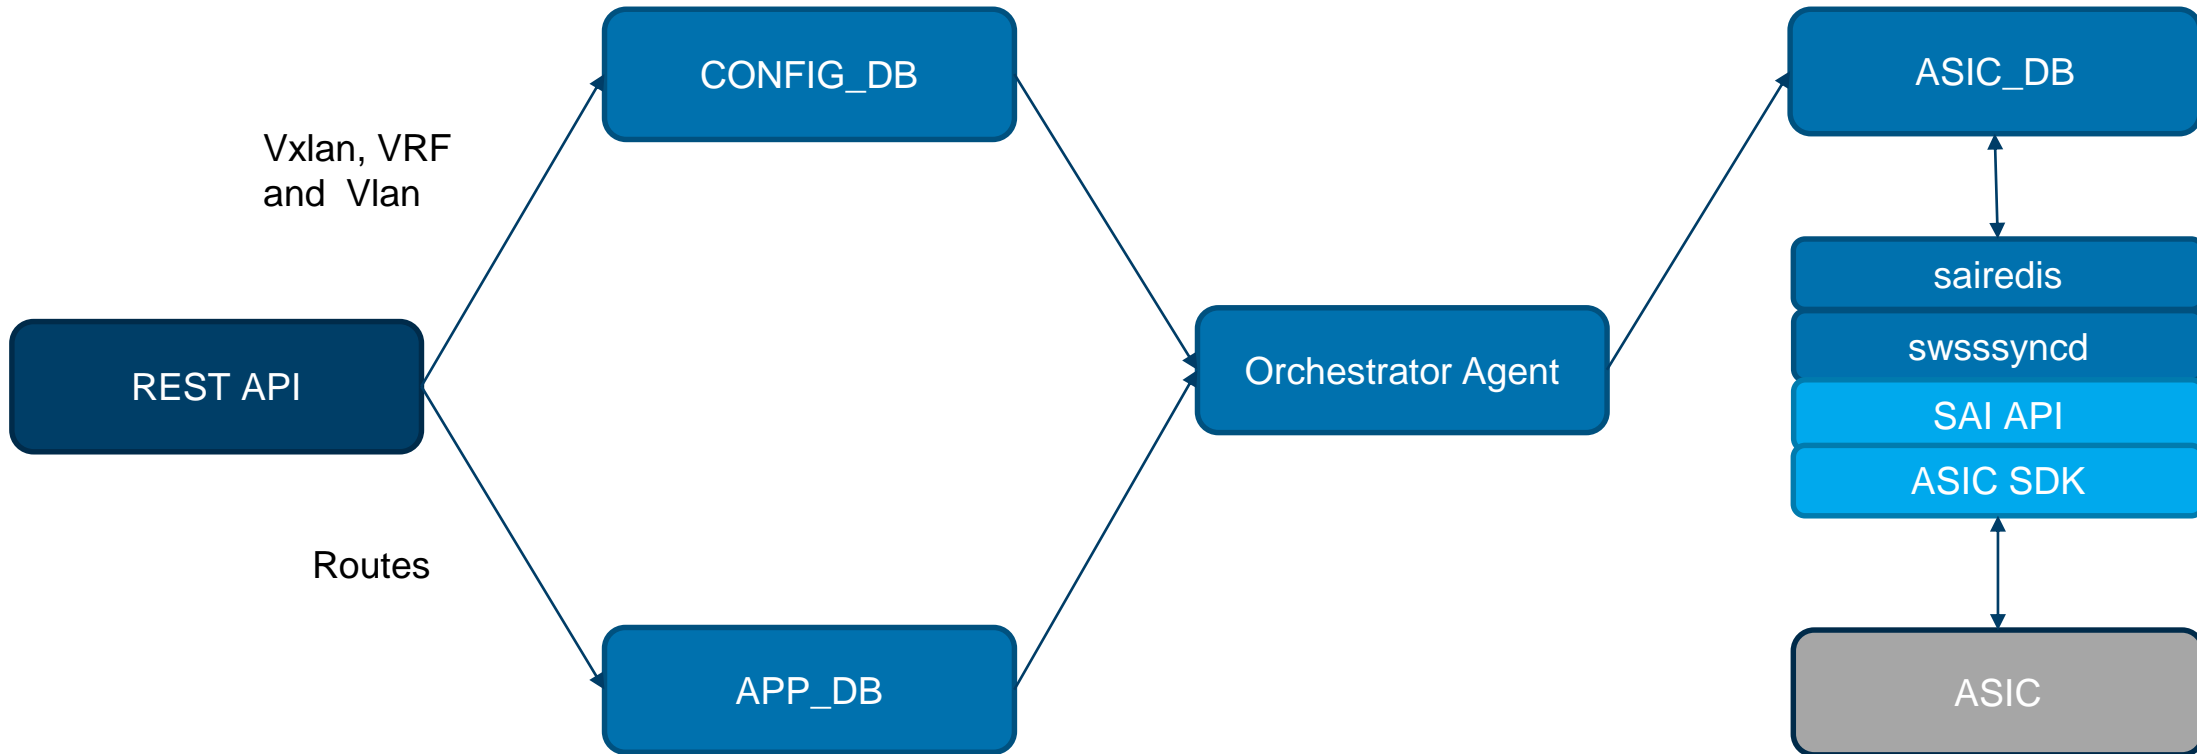 CONFIG_DB
ASIC_DB
Vxlan, VRF
and  Vlan
sairedis
swsssyncd
REST API
Orchestrator Agent
SAI API
ASIC SDK
Routes
APP_DB
ASIC